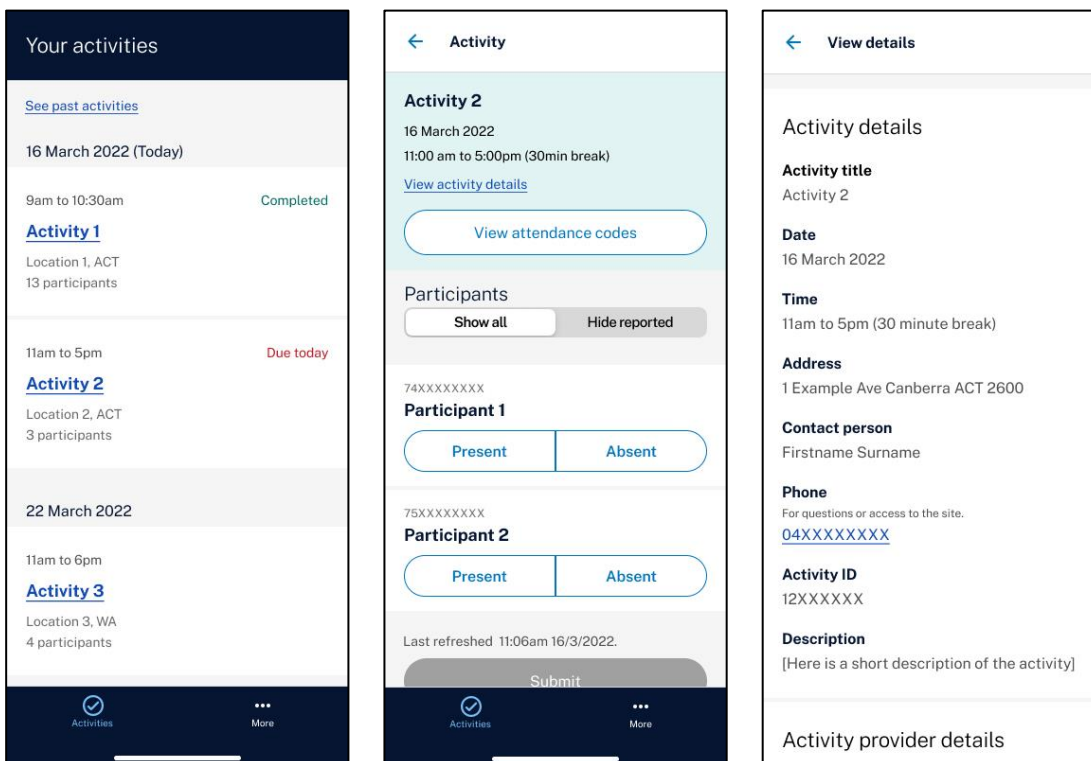 Your activities
See past activities
16 March 2022 (Today)
9am to 10:30am Completed
Activity 1
Location 1, ACT
13 participants
11am to 5pm Due today
Activity 2
Location 2, ACT
3 participants
22 March 2022
11am to 6pm
Activity 3
Location 3, WA
4 participants
Activities More
Activity
Activity 2
16 March 2022
11:00 am to 5:00pm (30min break)
View activity details
View attendance codes
Participants
Show all Hide reported
74XXXXXXXX
Participant 1
Present Absent
75XXXXXXXX
Participant 2
Present Absent
Last refreshed 11:06am 16/3/2022.
Submit
Activities More
View details
Activity details
Activity title
Activity 2
Date
16 March 2022
Time
11am to 5pm (30 minute break)
Address
1 Example Ave Canberra ACT 2600
Contact person
Firstname Surname
Phone
For questions or access to the site.
04XXXXXXXX
Activity ID
12XXXXXX
Description
[Here is a short description of the activity]
Activity provider details